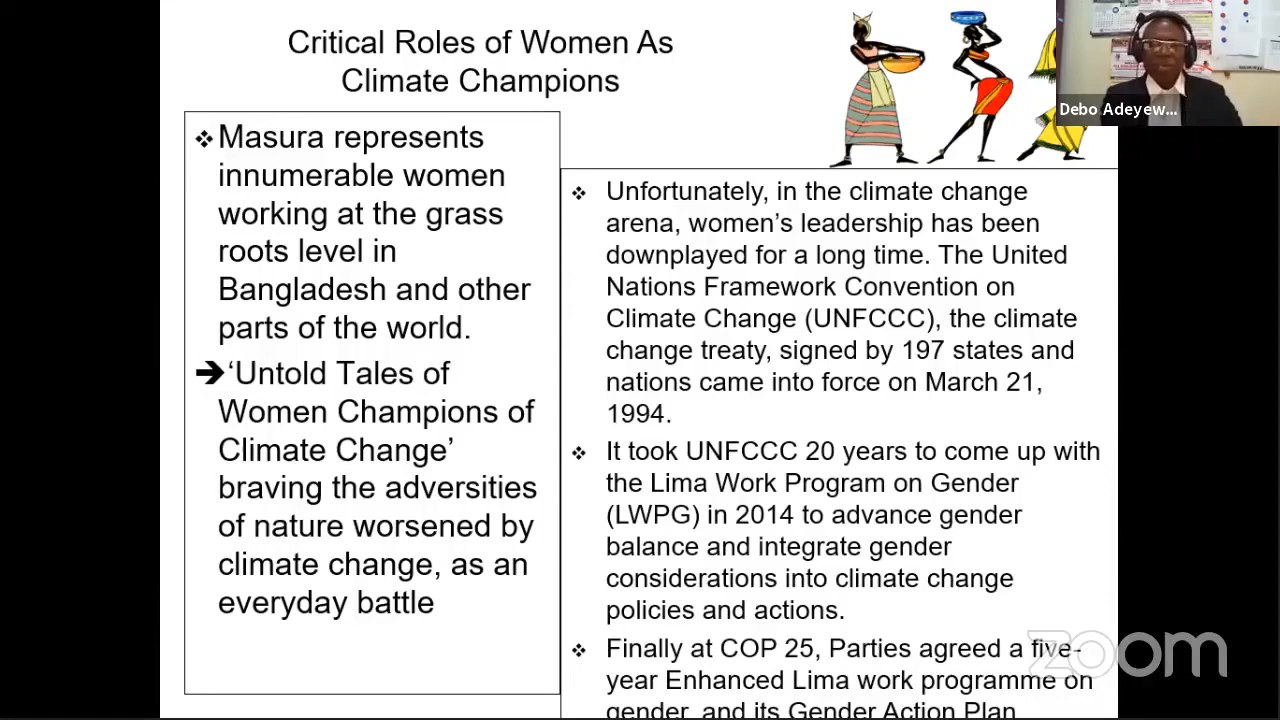 Critical Roles of Women As
Climate Champions
❖ Masura represents
innumerable women
working at the grass
roots level in
Bangladesh and other
parts of the world.
➔ ‘Untold Tales of
Women Champions of
Climate Change’
braving the adversities
of nature worsened by
climate change, as an
everyday battle
❖ Unfortunately, in the climate change
arena, women’s leadership has been
downplayed for a long time. The United
Nations Framework Convention on
Climate Change (UNFCCC), the climate
change treaty, signed by 197 states and
nations came into force on March 21,
1994.
❖ It took UNFCCC 20 years to come up with
the Lima Work Program on Gender
(LWPG) in 2014 to advance gender
balance and integrate gender
considerations into climate change
policies and actions.
❖ Finally at COP 25, Parties agreed a five-
year Enhanced Lima work programme on
gender, and its Gender Action Plan
Debo Adeyew...
zoom